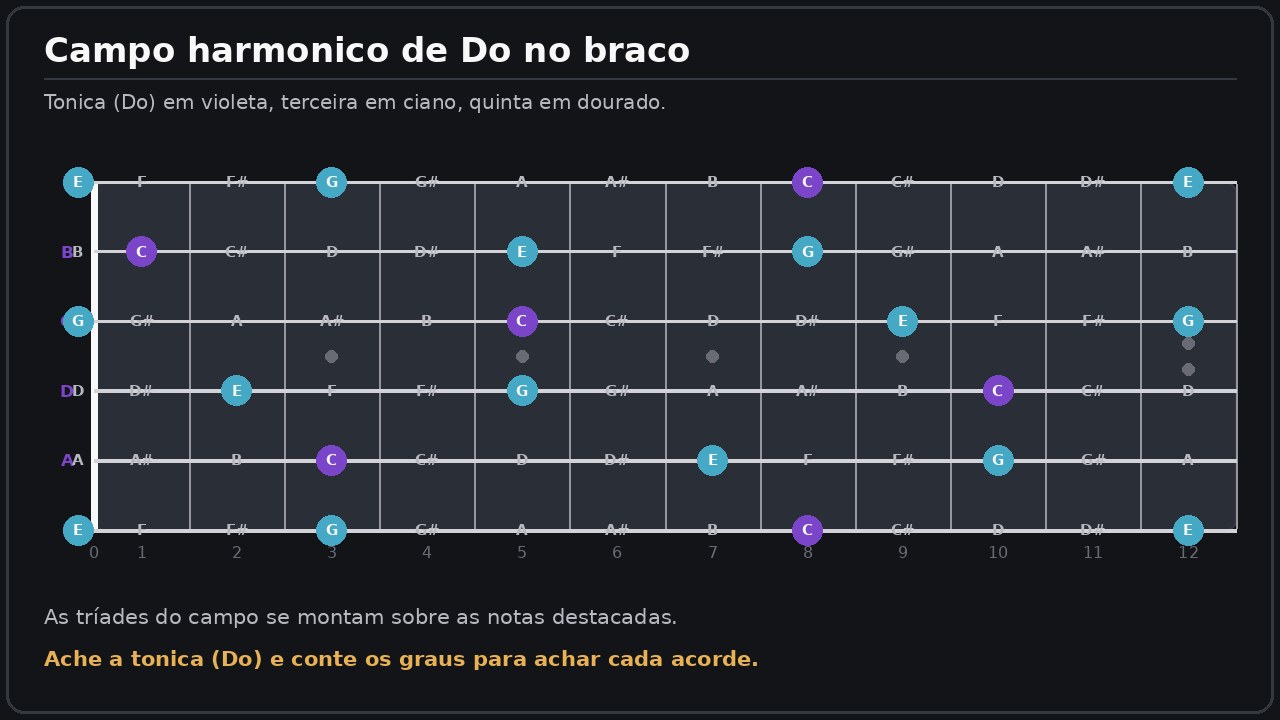 Campo harmonico de Do no braco
Tonica (Do) em violeta, terceira em ciano, quinta em dourado.
E F F# G G# A A# B C C# D D# E
B B C C# D D# E F F# G G# A A# B
G G# A A# B C C# D D# E F F# G
D D D# E F F# G G# A A# B C C# D
A A A# B C C# D D# E F F# G G# A
E F F# G G# A A# B C C# D D# E
0 1 2 3 4 5 6 7 8 9 10 11 12
As tríades do campo se montam sobre as notas destacadas.
Ache a tonica (Do) e conte os graus para achar cada acorde.